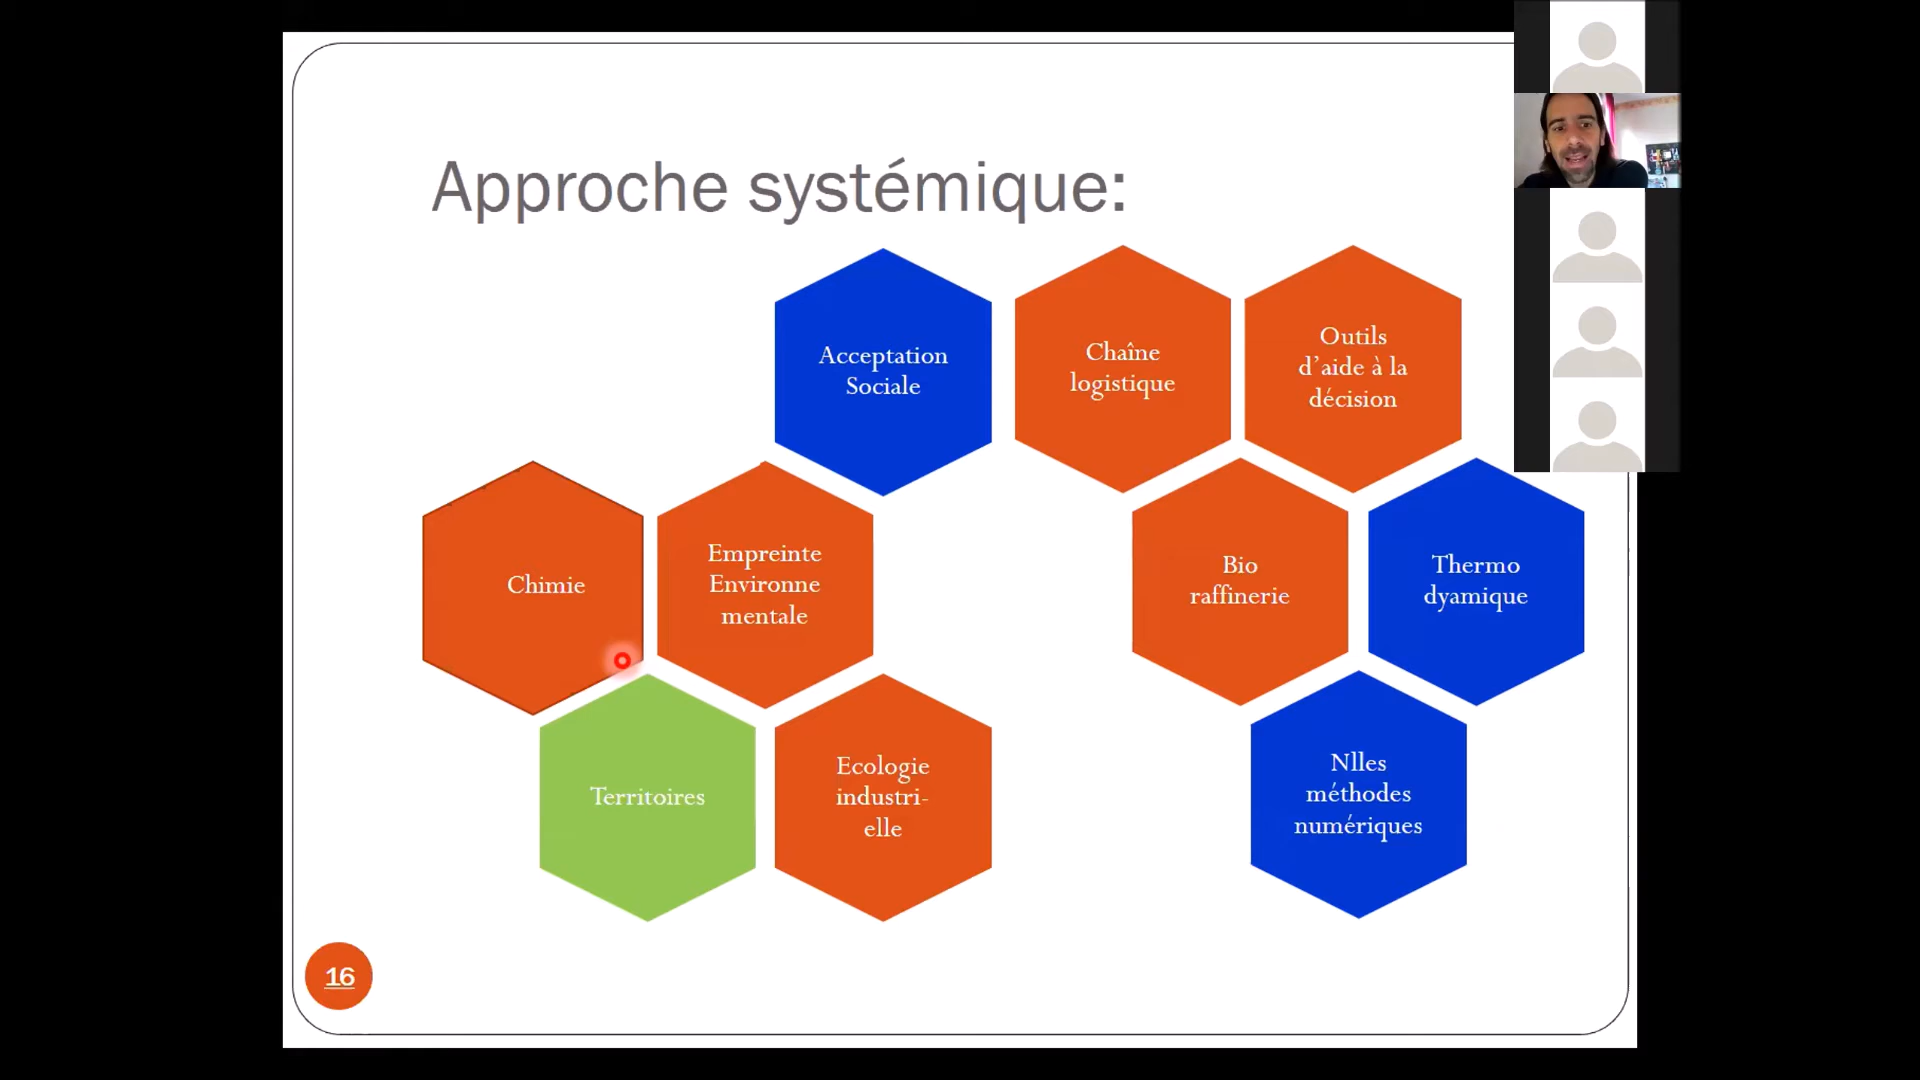 Approche systémique:
Acceptation
Sociale
Chaîne
logistique
Outils
d’aide à la
décision
Chimie
Empreinte
Environne
mentale
Bio
raffinerie
Thermo
dyamique
Territoires
Ecologie
industri-
elle
Nlles
méthodes
numériques
16